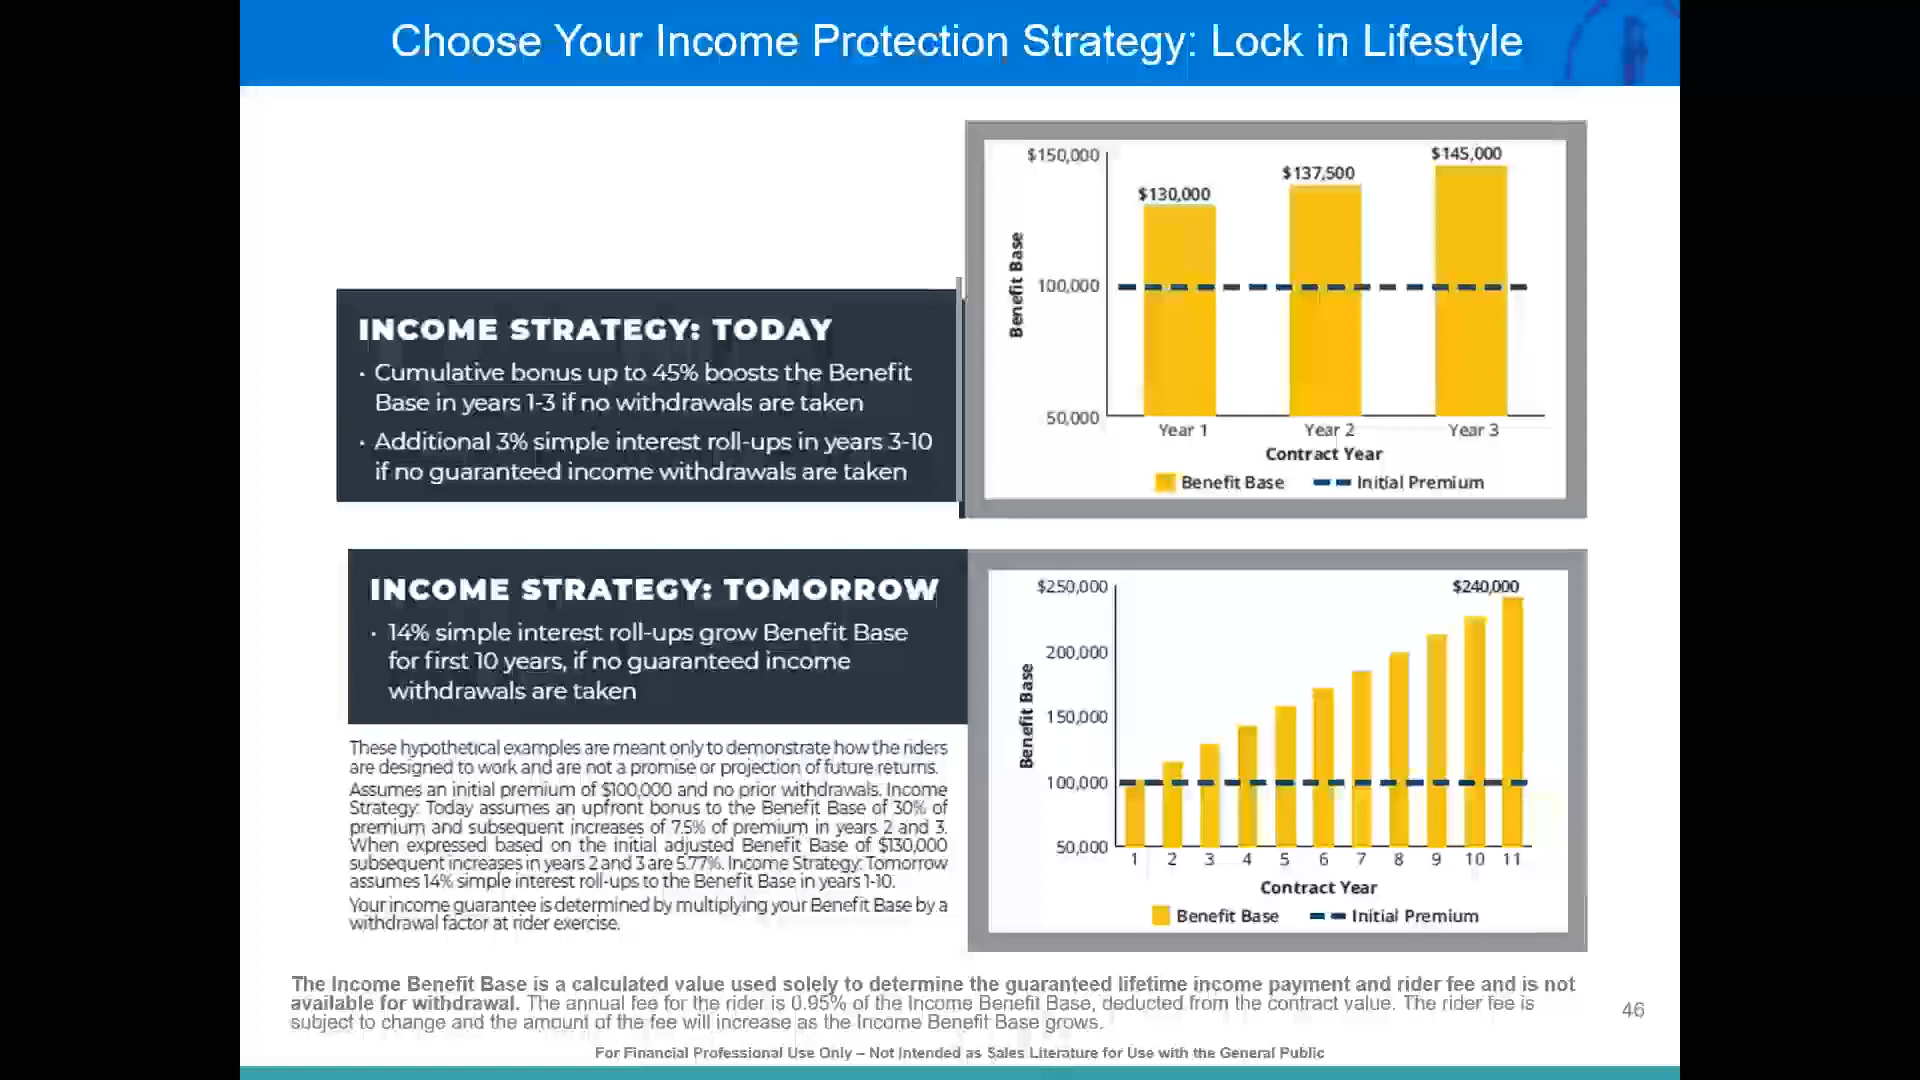 Choose Your Income Protection Strategy: Lock in Lifestyle
INCOME STRATEGY: TODAY
· Cumulative bonus up to 45% boosts the Benefit
Base in years 1-3 if no withdrawals are taken
· Additional 3% simple interest roll-ups in years 3-10
if no guaranteed income withdrawals are taken
$150,000
100,000
50,000
Benefit Base
$130,000
$137,500
$145,000
Year 1
Year 2
Year 3
Contract Year
Benefit Base
Initial Premium
INCOME STRATEGY: TOMORROW
· 14% simple interest roll-ups grow Benefit Base
for first 10 years, if no guaranteed income
withdrawals are taken
These hypothetical examples are meant only to demonstrate how the riders
are designed to work and are not a promise or projection of future returns.
Assumes an initial premium of $100,000 and no prior withdrawals. Income
Strategy: Today assumes an upfront bonus to the Benefit Base of 30% of
premium and subsequent increases of 7.5% of premium in years 2 and 3.
When expressed based on the initial adjusted Benefit Base of $130,000
subsequent increases in years 2 and 3 are 5.77%. Income Strategy: Tomorrow
assumes 14% simple interest roll-ups to the Benefit Base in years 1-10.
Your income guarantee is determined by multiplying your Benefit Base by a
withdrawal factor at rider exercise.
$250,000
200,000
150,000
100,000
50,000
Benefit Base
$240,000
1 2 3 4 5 6 7 8 9 10 11
Contract Year
Benefit Base
Initial Premium
The Income Benefit Base is a calculated value used solely to determine the guaranteed lifetime income payment and rider fee and is not
available for withdrawal. The annual fee for the rider is 0.95% of the Income Benefit Base, deducted from the contract value. The rider fee is
subject to change and the amount of the fee will increase as the Income Benefit Base grows.
46
For Financial Professional Use Only – Not Intended as Sales Literature for Use with the General Public